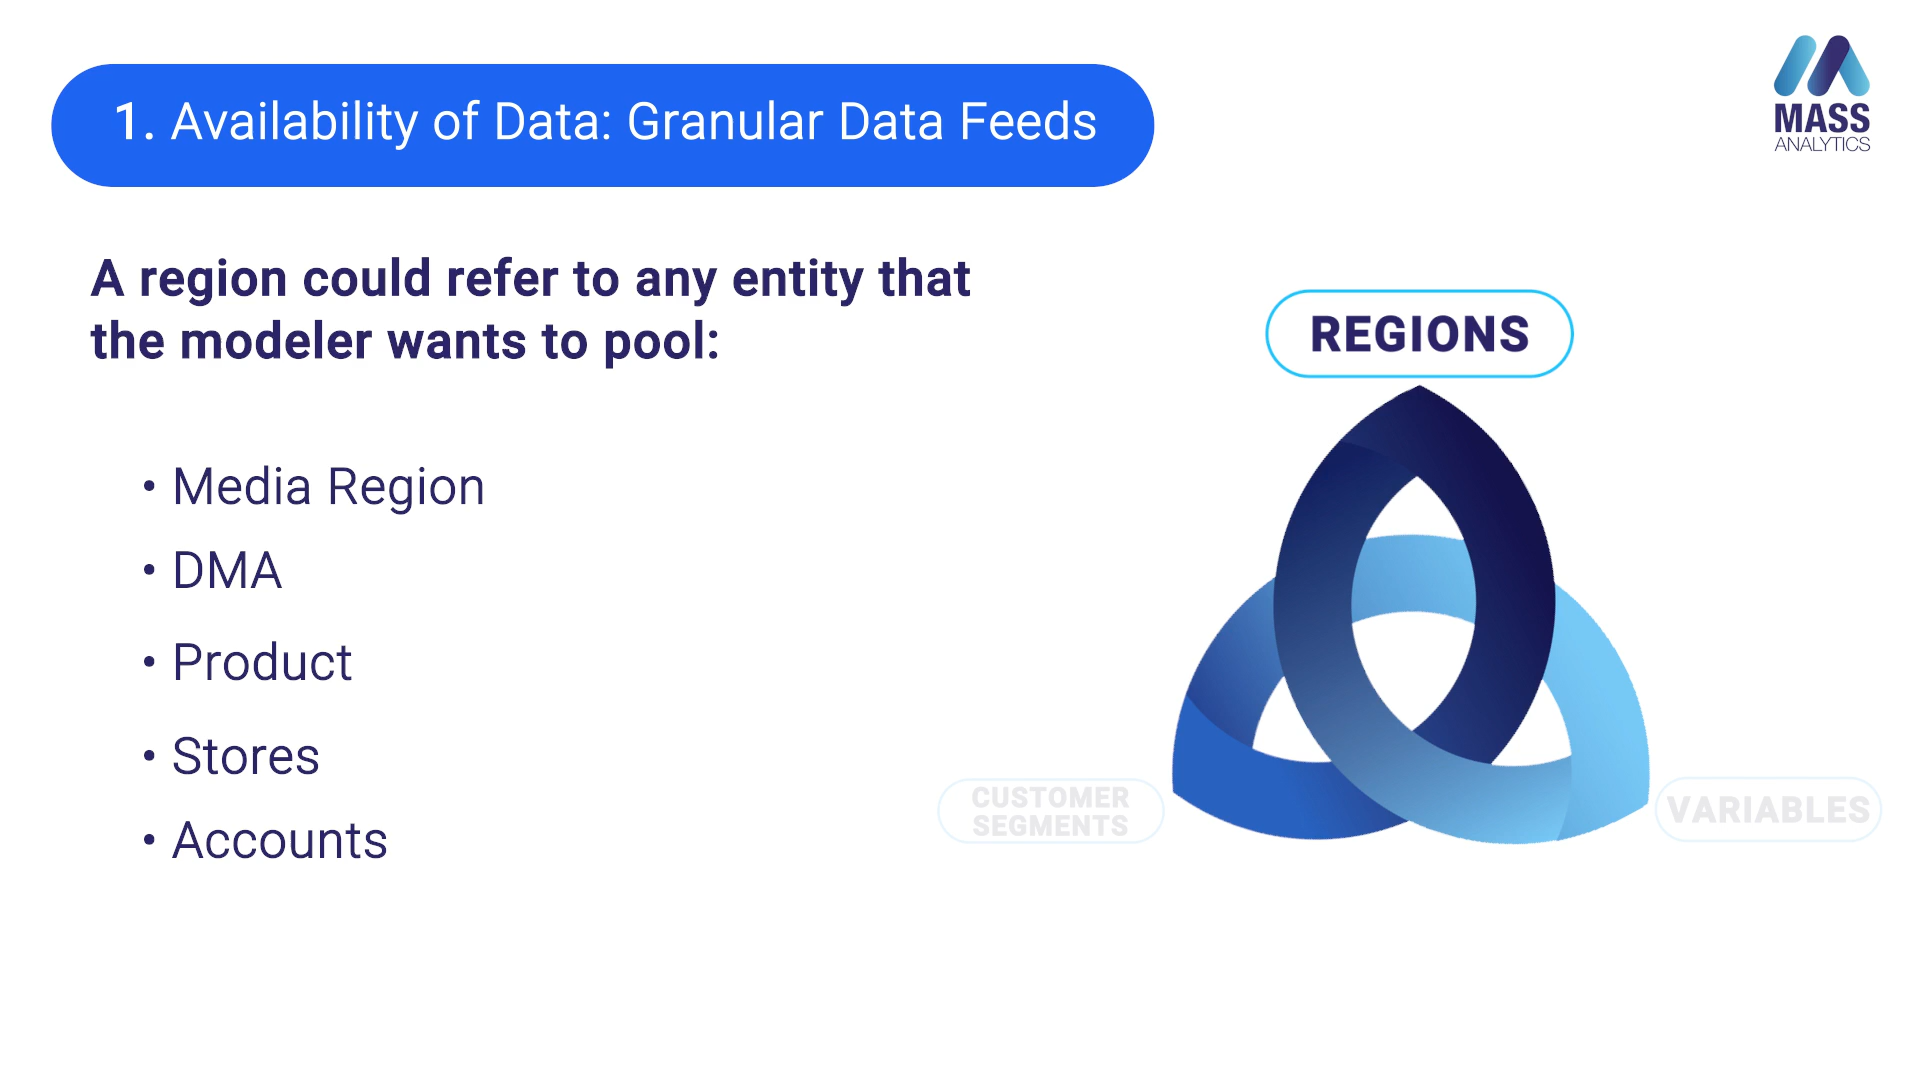 1. Availability of Data: Granular Data Feeds
MASS
ANALYTICS
A region could refer to any entity that
the modeler wants to pool:
• Media Region
• DMA
• Product
• Stores
• Accounts
REGIONS
CUSTOMER
SEGMENTS
VARIABLES